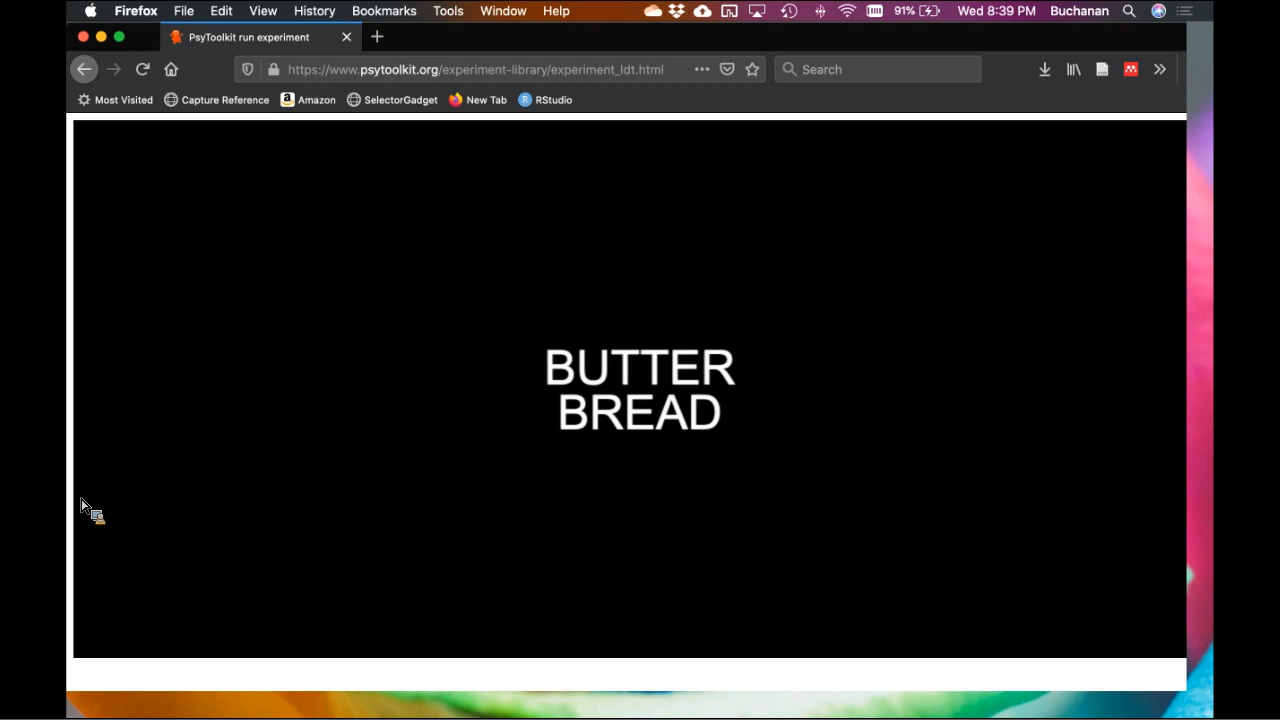 Firefox File Edit View History Bookmarks Tools Window Help 91% Wed 8:39 PM Buchanan
PsyToolkit run experiment
https://www.psytoolkit.org/experiment-library/experiment_ldt.html Search
Most Visited Capture Reference Amazon SelectorGadget New Tab RStudio
BUTTER
BREAD